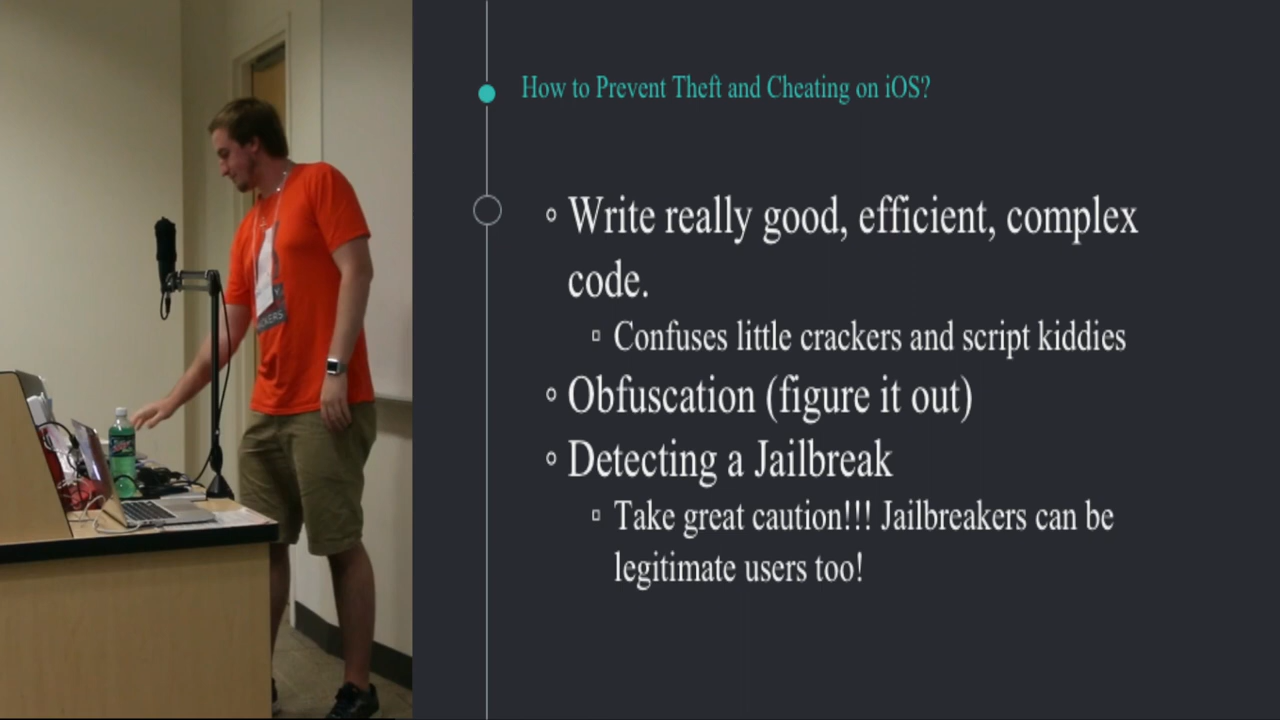 How to Prevent Theft and Cheating on iOS?
Write really good, efficient, complex
code.
Confuses little crackers and script kiddies
Obfuscation (figure it out)
Detecting a Jailbreak
Take great caution!!! Jailbreakers can be
legitimate users too!